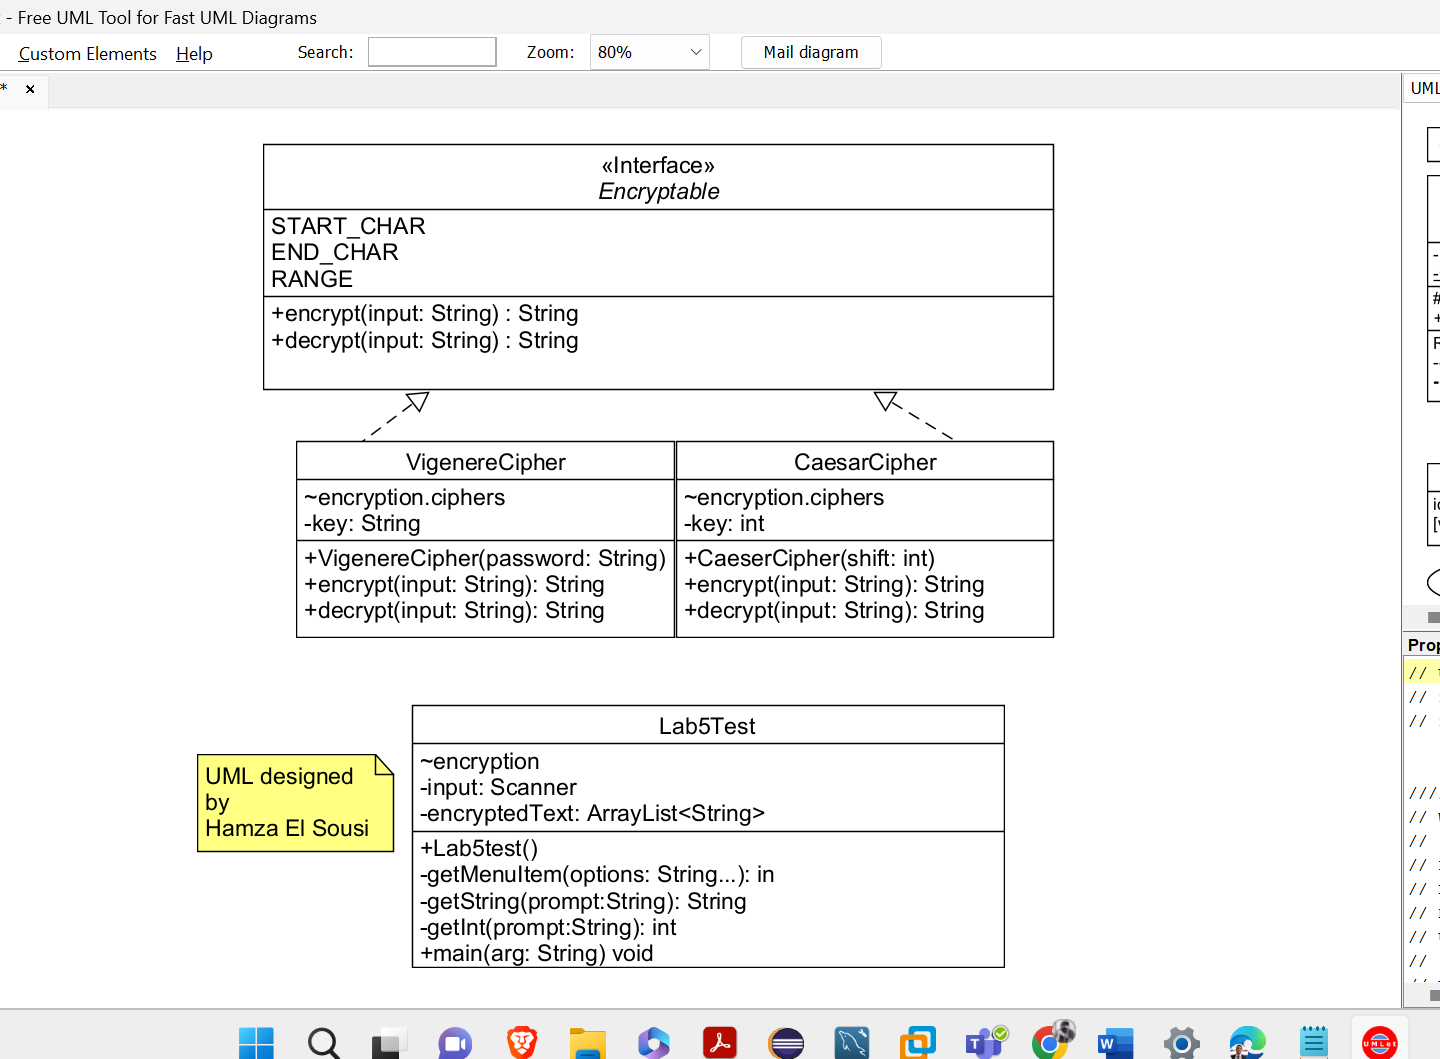 - Free UML Tool for Fast UML Diagrams
Custom Elements Help Search: Zoom: 80% Mail diagram
* ×
UML
«Interface»
Encryptable
START_CHAR
END_CHAR
RANGE
+encrypt(input: String) : String
+decrypt(input: String) : String
VigenereCipher
~encryption.ciphers
-key: String
+VigenereCipher(password: String)
+encrypt(input: String): String
+decrypt(input: String): String
CaesarCipher
~encryption.ciphers
-key: int
+CaeserCipher(shift: int)
+encrypt(input: String): String
+decrypt(input: String): String
UML designed
by
Hamza El Sousi
Lab5Test
~encryption
-input: Scanner
-encryptedText: ArrayList<String>
+Lab5test()
-getMenuItem(options: String...): in
-getString(prompt:String): String
-getInt(prompt:String): int
+main(arg: String) void
//
//
//
//
//
//
//
//
//
//
W
UMLet